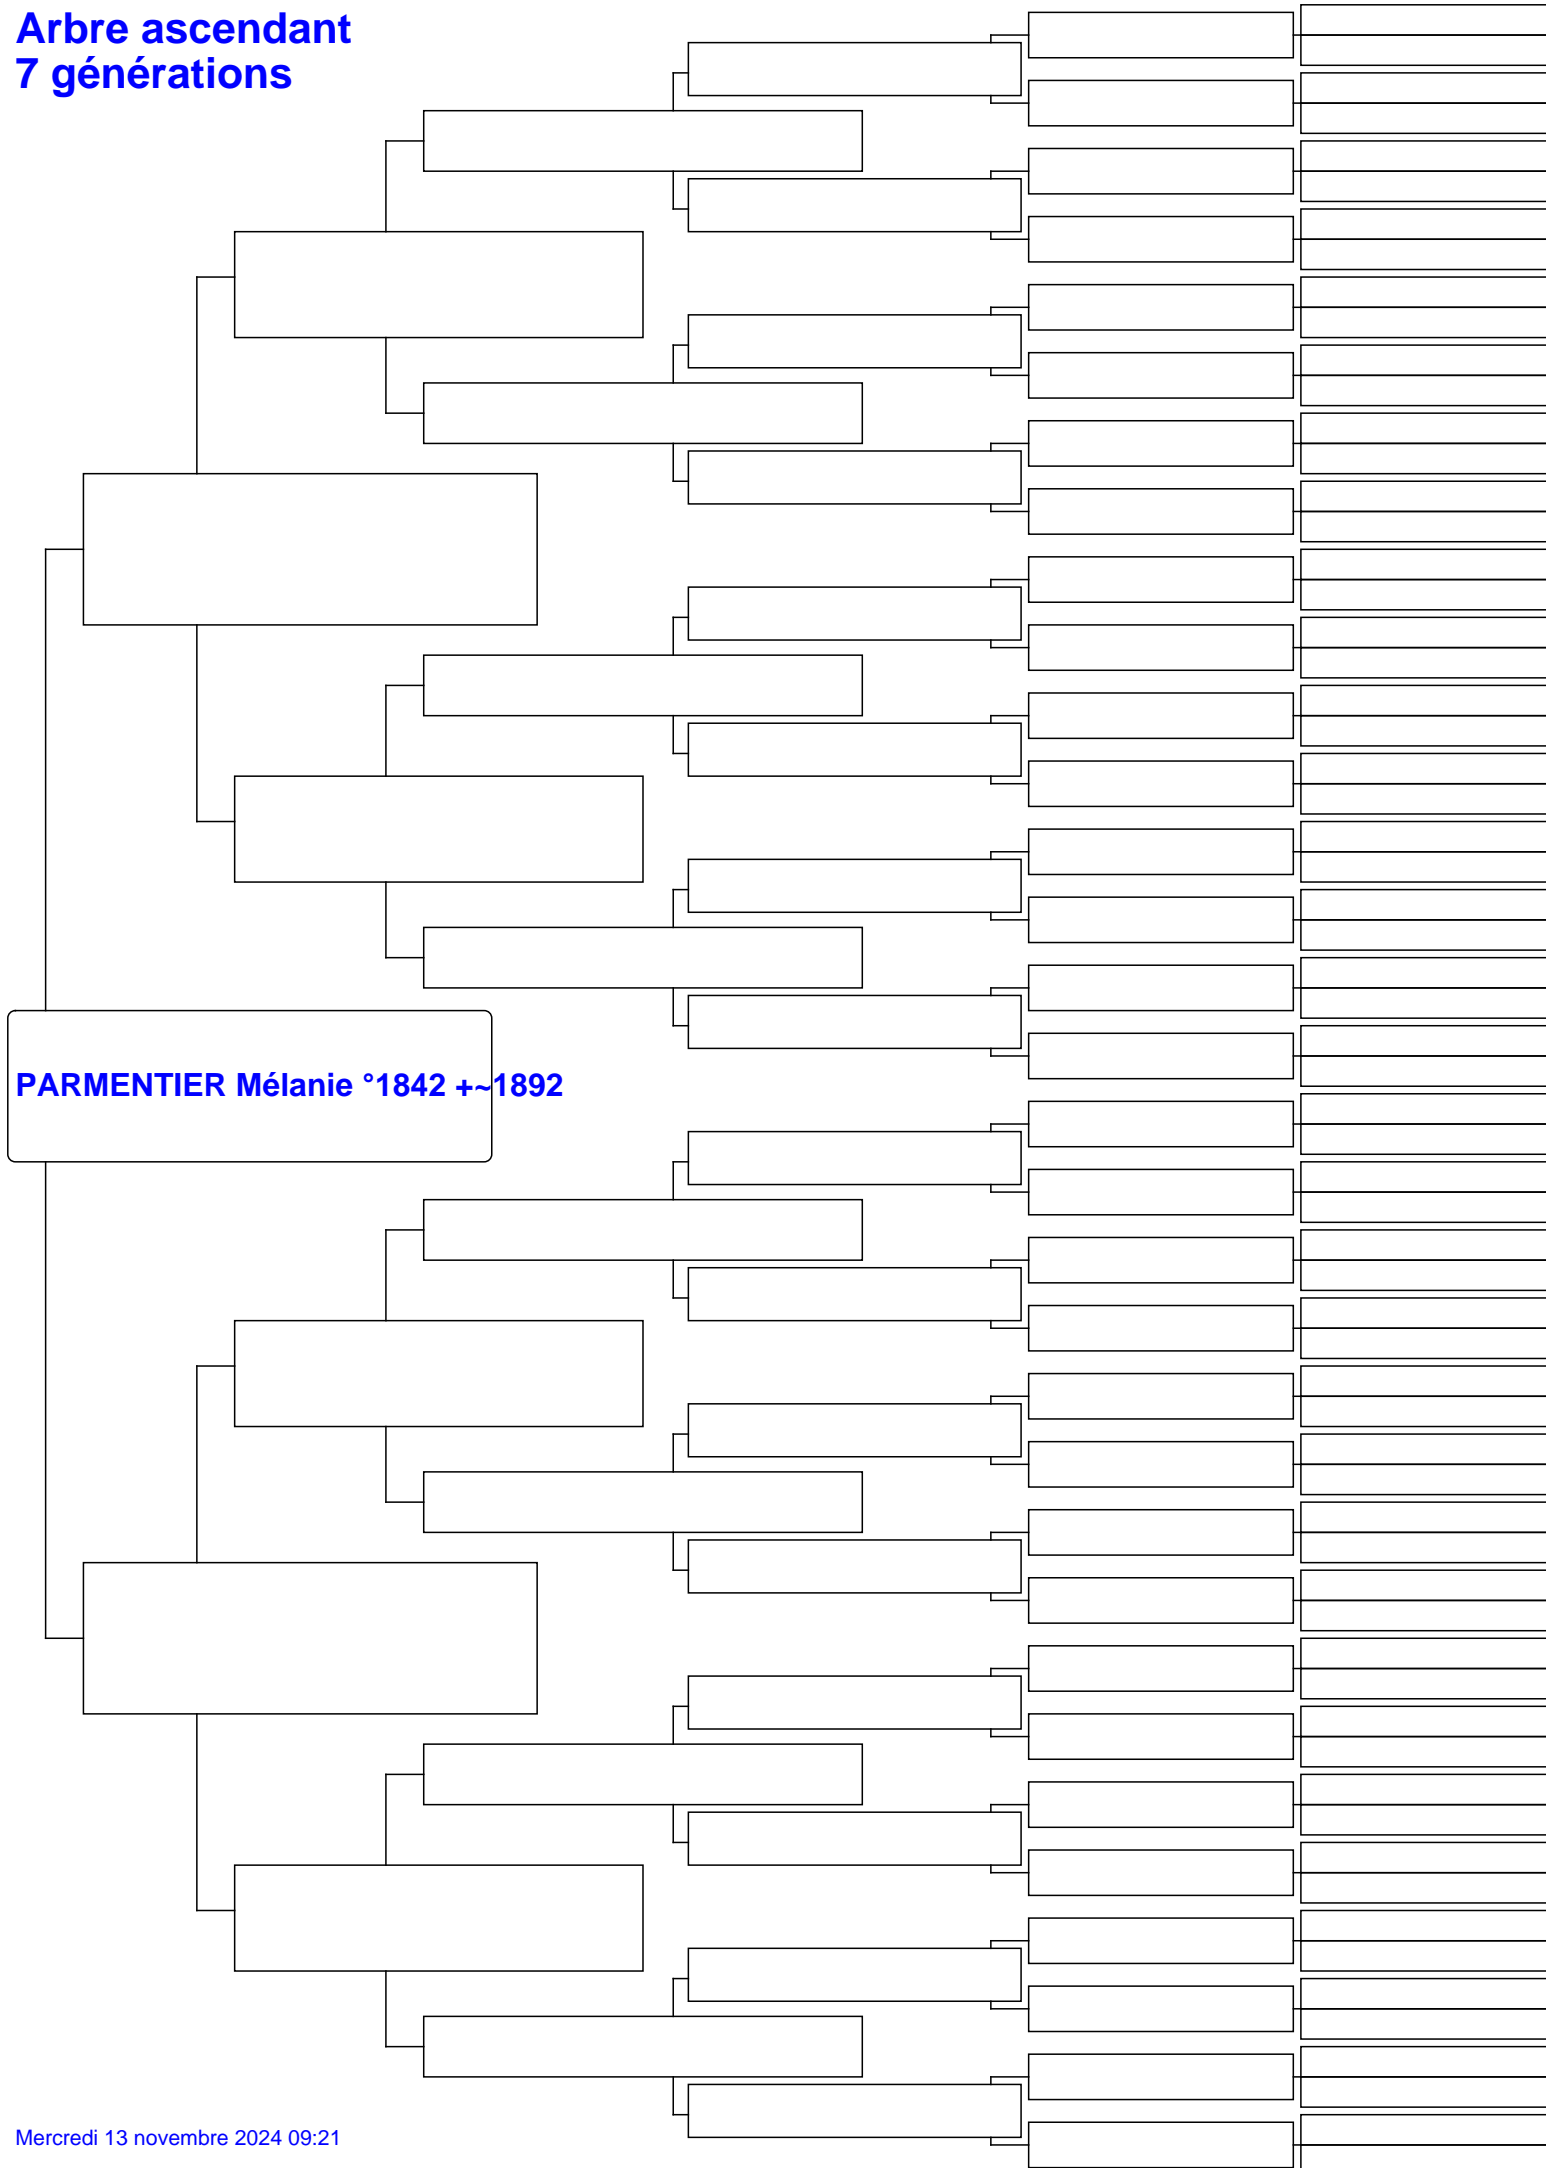 Arbre ascendant
7 générations
PARMENTIER Mélanie °1842 +~1892
Mercredi 13 novembre 2024 09:21